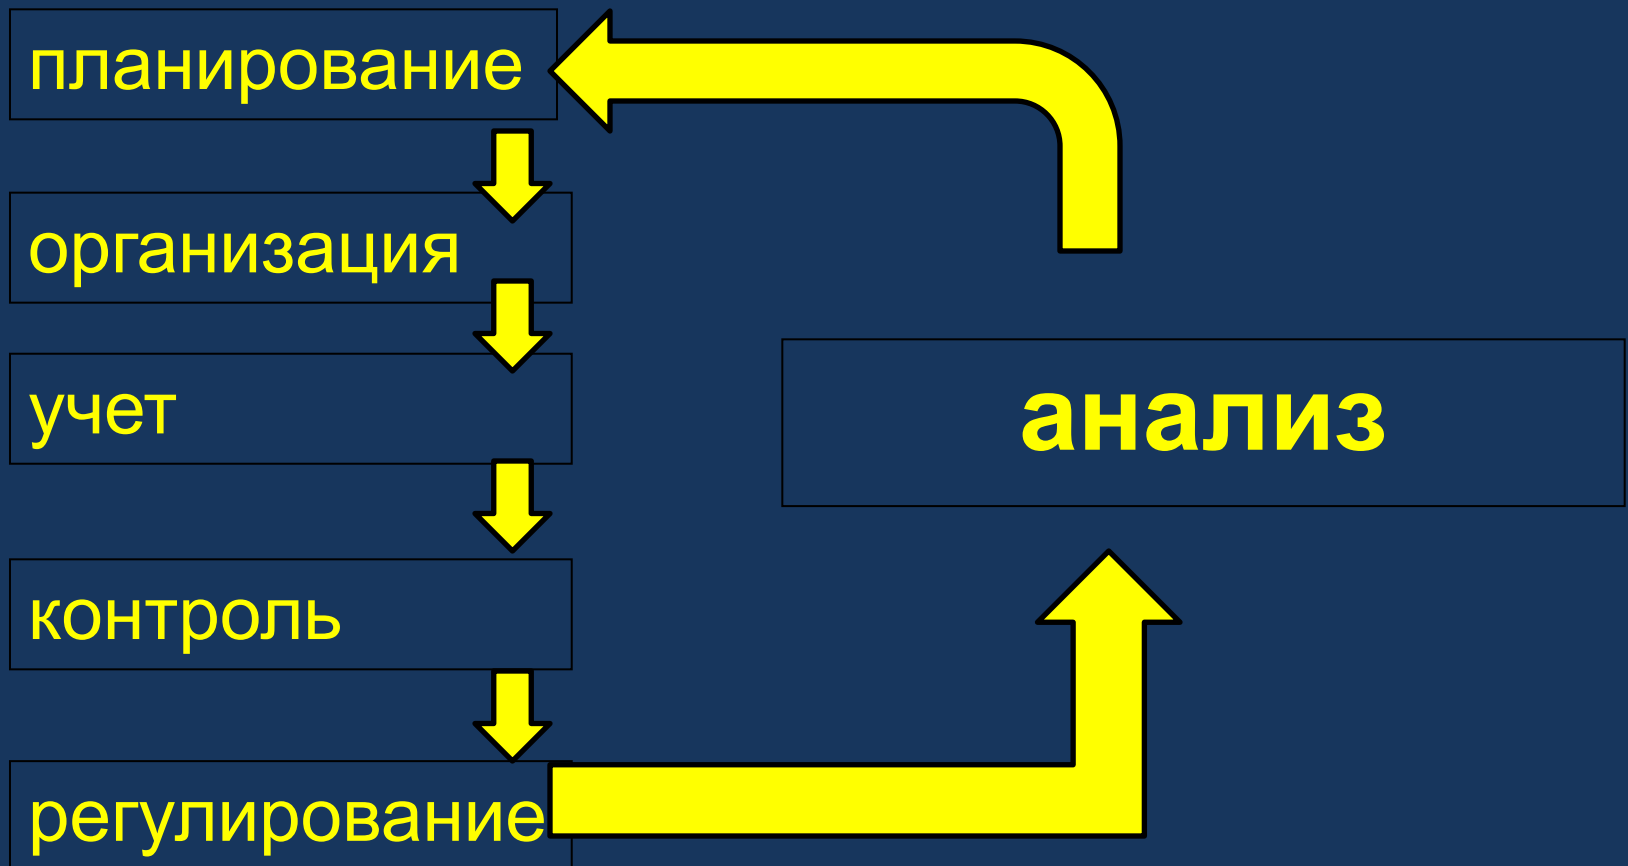 планирование
организация
учет
анализ
контроль
регулирование